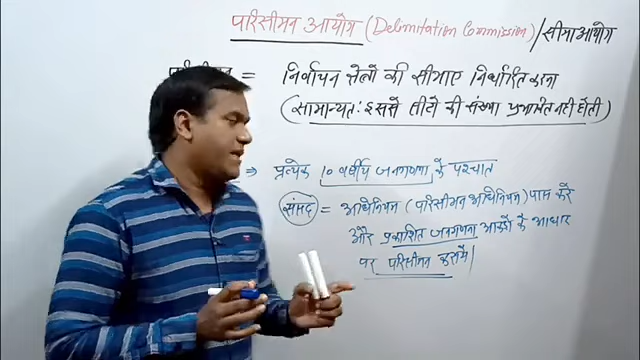 परिसीमन आयोग (Delimitation Commission) / सीमा आयोग
= निर्वाचन क्षेत्रों की सीमाएं निर्धारित करना
(सामान्यतः इससे सीटों की संख्या प्रभावित नहीं होती)
⇒ प्रत्येक १० वर्षीय जनगणना के पश्चात
संसद = अधिनियम (परिसीमन अधिनियम) पास करे
और प्रकाशित जनगणना आंकड़ों के आधार
पर परिसीमन कराये।